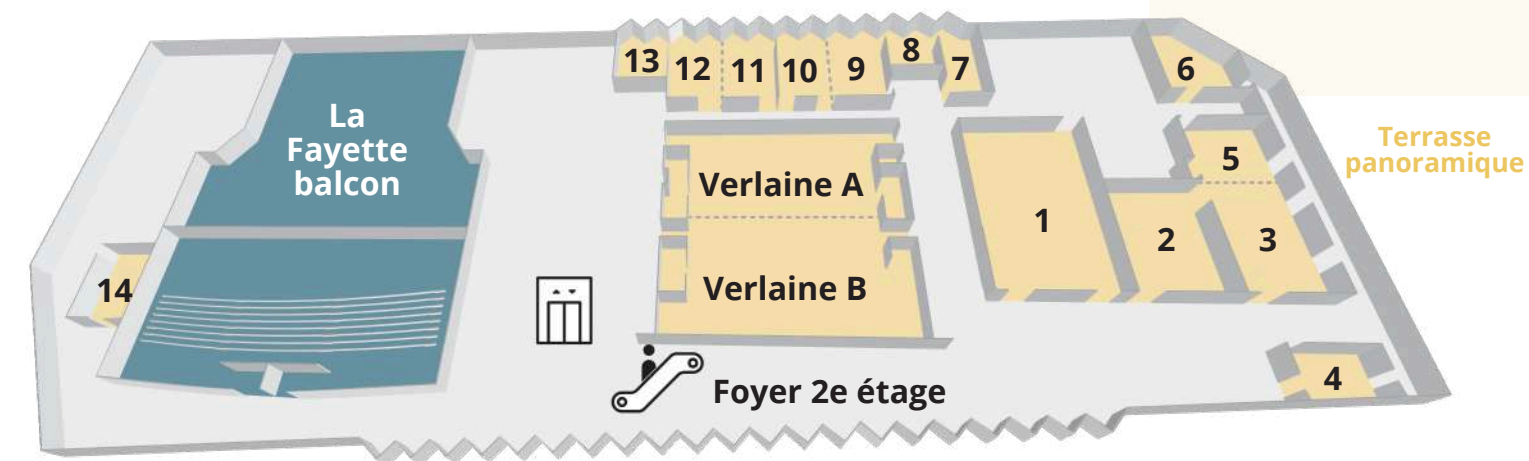 13
12
11
10
9
8
7
6
La
Fayette
balcon
Terrasse
panoramique
5
Verlaine A
1
2
3
14
Verlaine B
4
Foyer 2e étage